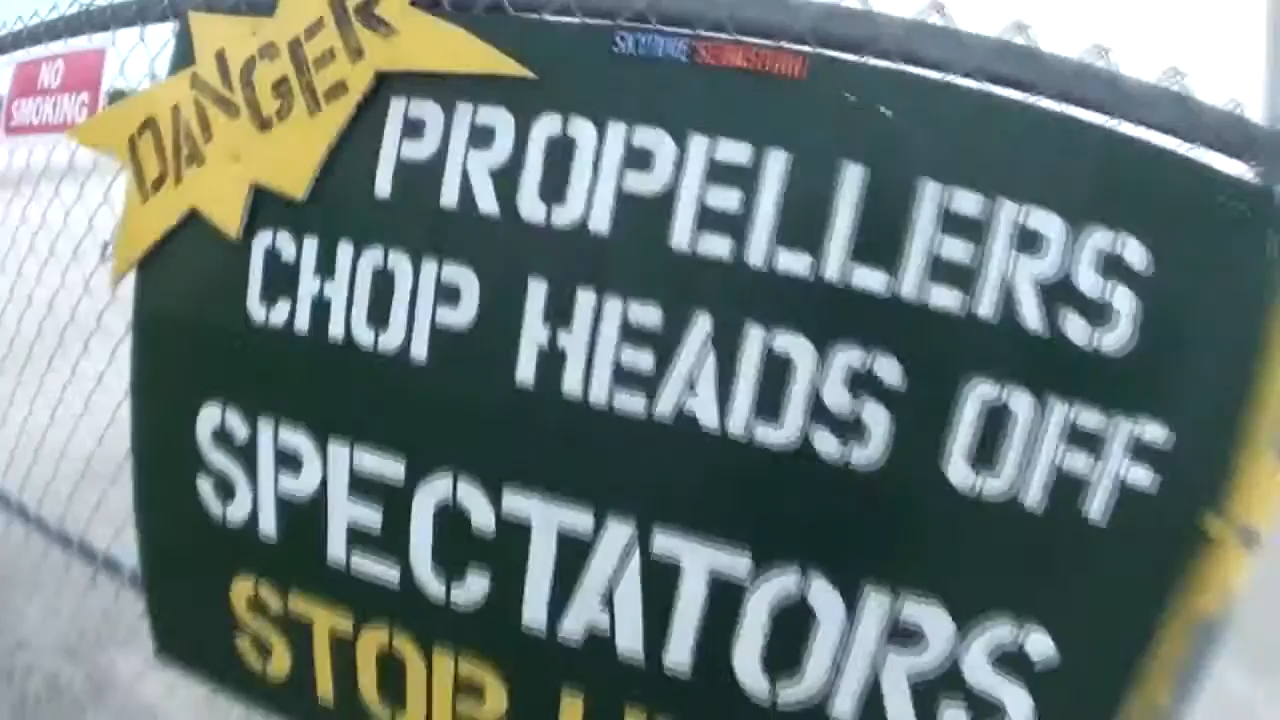 NO
SMOKING
DANGER
PROPELLERS
CHOP HEADS OFF
SPECTATORS
STOP